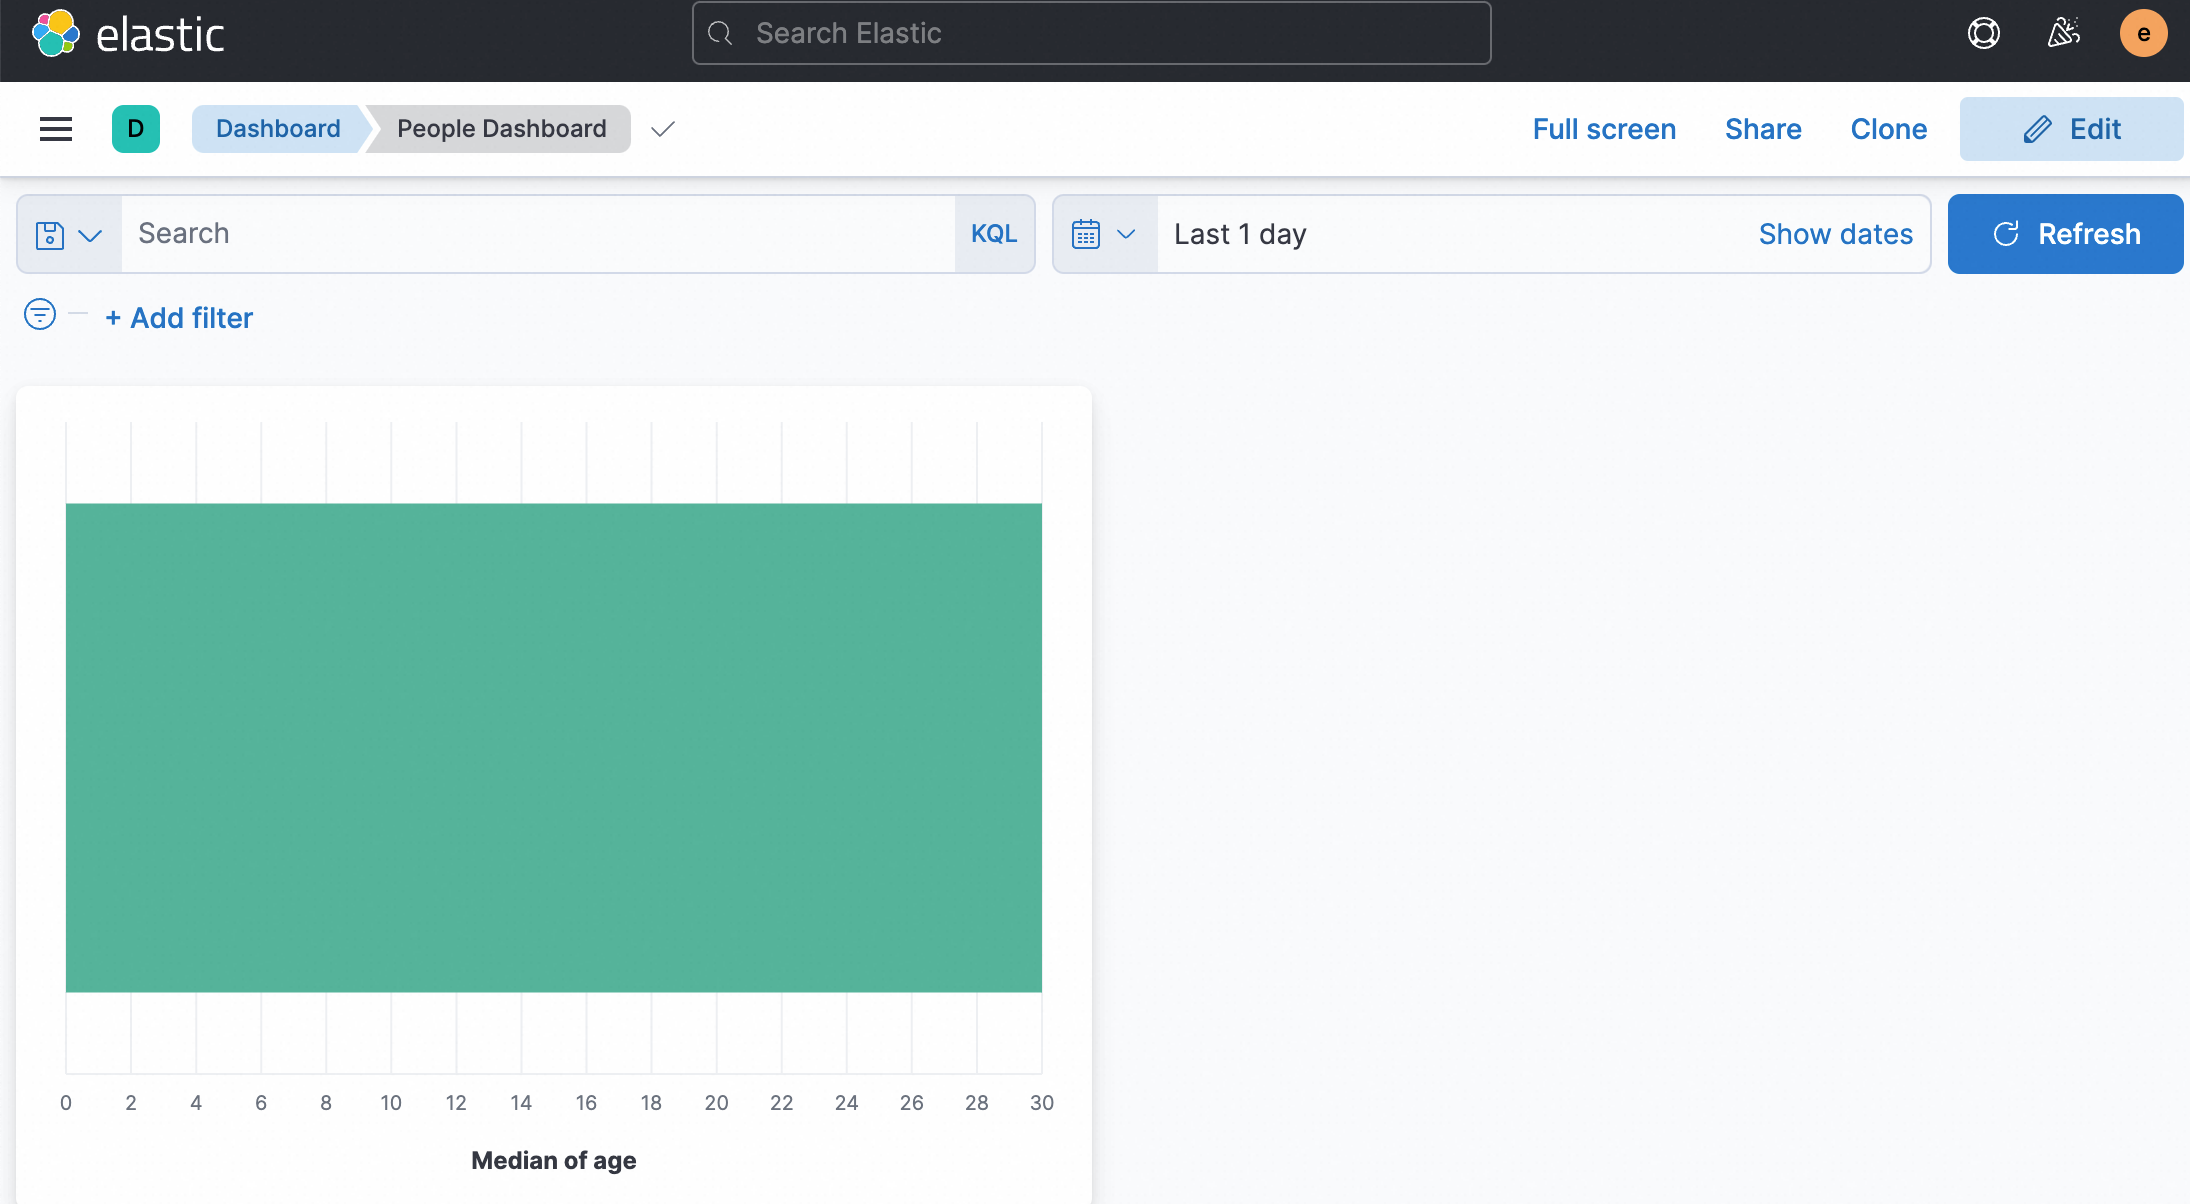 elastic
Search Elastic
e
D
Dashboard
People Dashboard
Full screen
Share
Clone
Edit
Search
KQL
Last 1 day
Show dates
Refresh
+ Add filter
0 2 4 6 8 10 12 14 16 18 20 22 24 26 28 30
Median of age